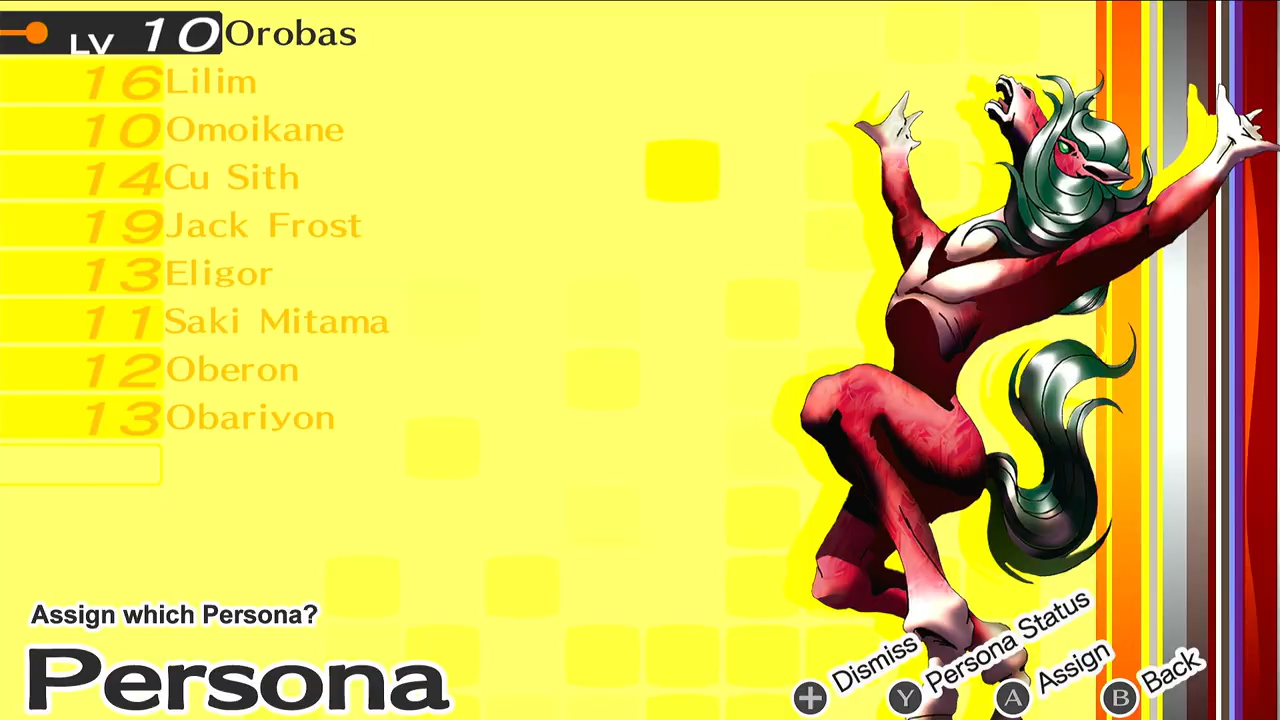 LV 10 Orobas
16 Lilim
10 Omoikane
14 Cu Sith
19 Jack Frost
13 Eligor
11 Saki Mitama
12 Oberon
13 Obariyon
Assign which Persona?
Persona
+ Dismiss
Y Persona Status
A Assign
B Back